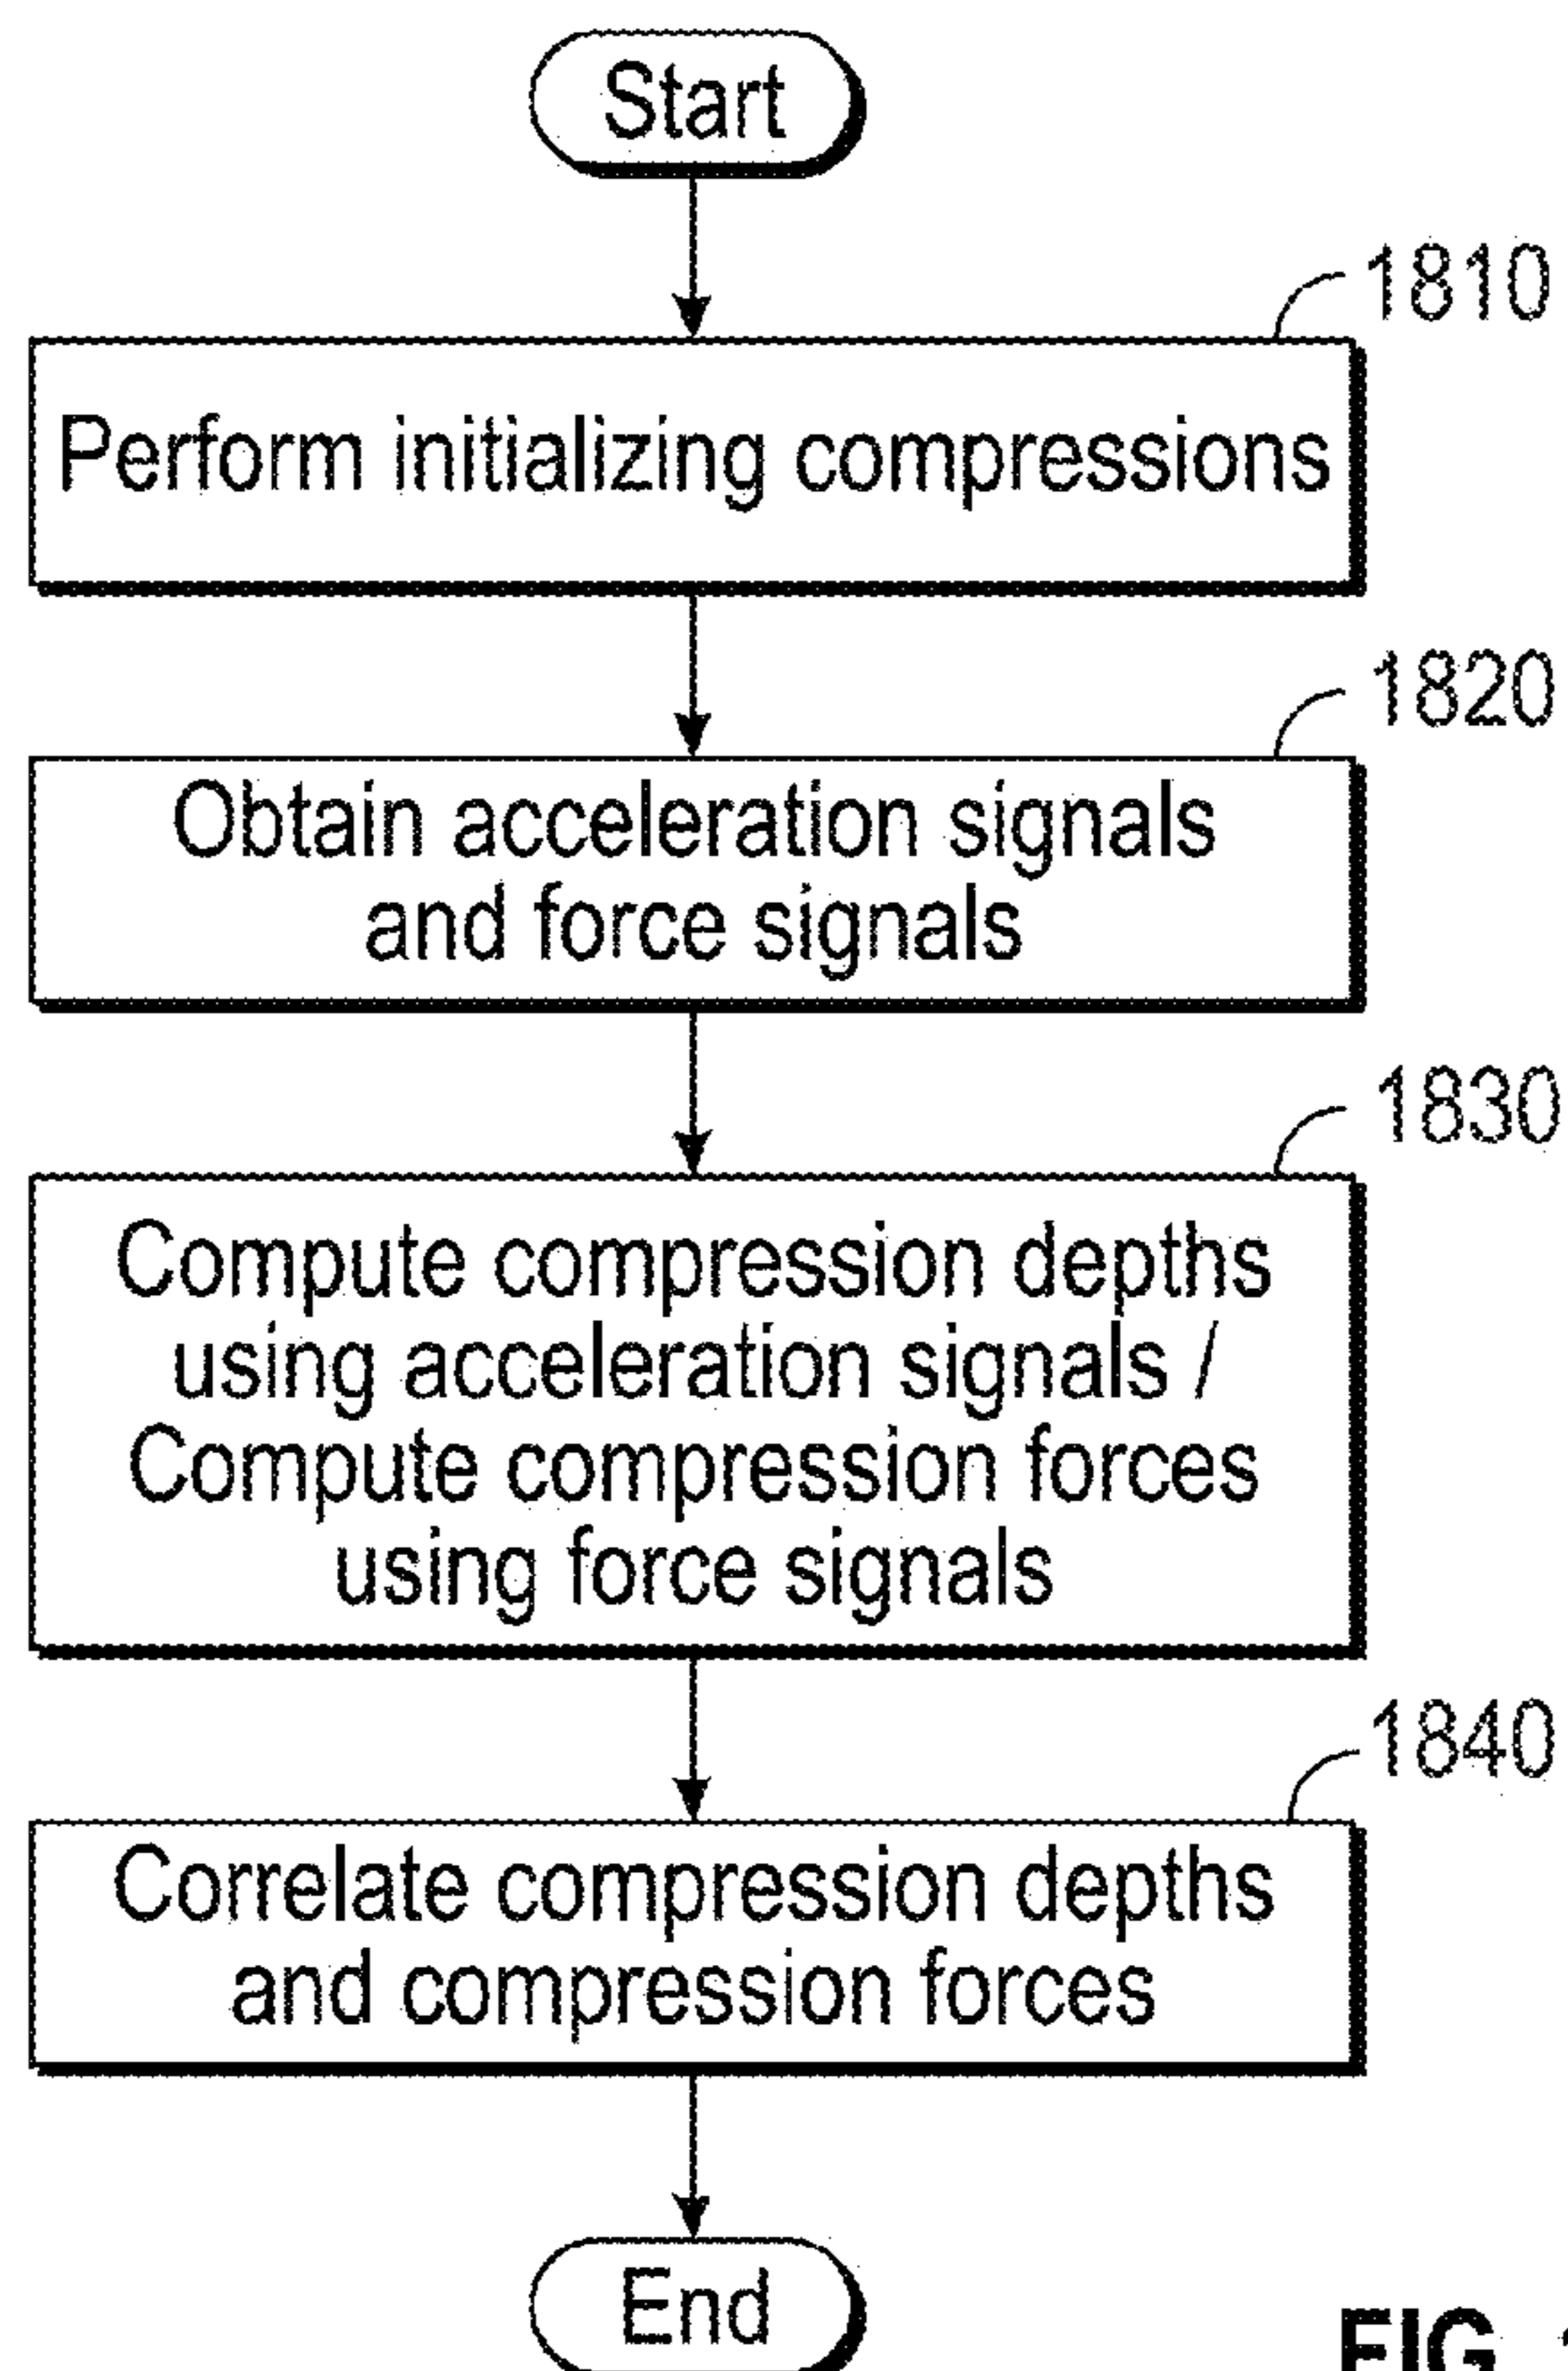 Start
1810
Perform initializing compressions
1820
Obtain acceleration signals
and force signals
1830
Compute compression depths
using acceleration signals /
Compute compression forces
using force signals
1840
Correlate compression depths
and compression forces
End
FIG.